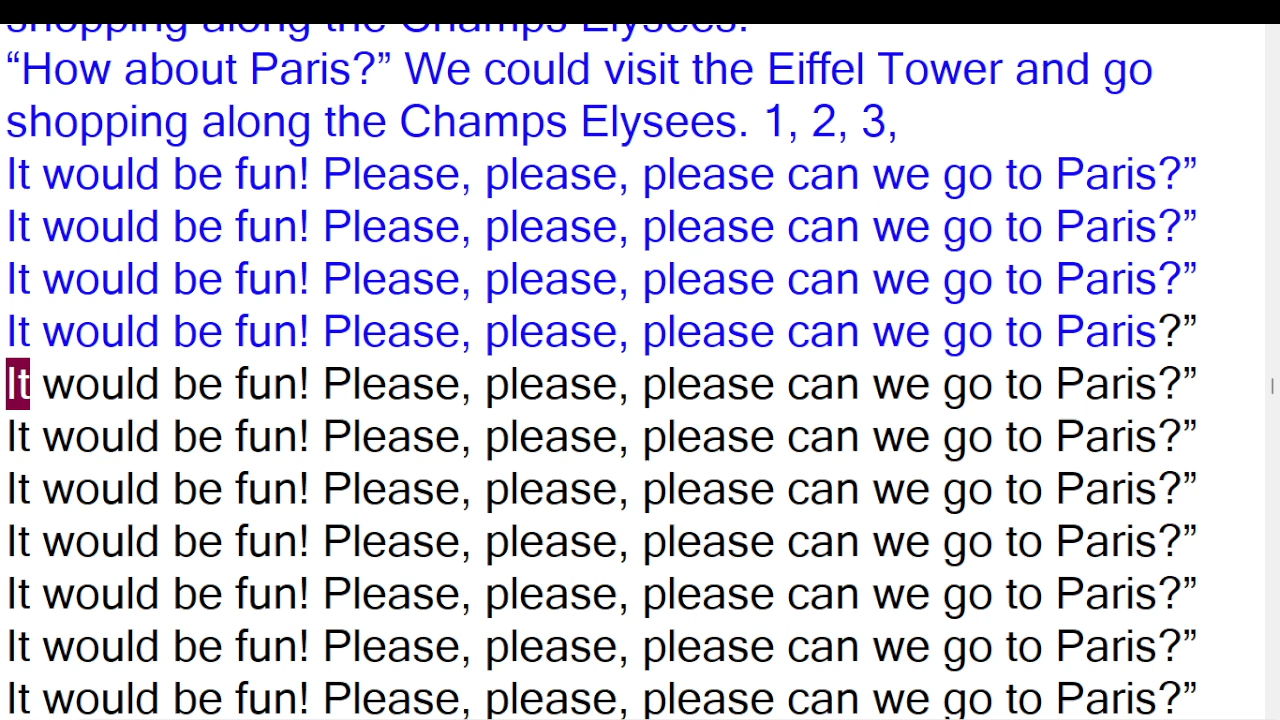 shopping along the Champs Elysees.
“How about Paris?” We could visit the Eiffel Tower and go
shopping along the Champs Elysees. 1, 2, 3,
It would be fun! Please, please, please can we go to Paris?”
It would be fun! Please, please, please can we go to Paris?”
It would be fun! Please, please, please can we go to Paris?”
It would be fun! Please, please, please can we go to Paris?”
It would be fun! Please, please, please can we go to Paris?”
It would be fun! Please, please, please can we go to Paris?”
It would be fun! Please, please, please can we go to Paris?”
It would be fun! Please, please, please can we go to Paris?”
It would be fun! Please, please, please can we go to Paris?”
It would be fun! Please, please, please can we go to Paris?”
It would be fun! Please, please, please can we go to Paris?”